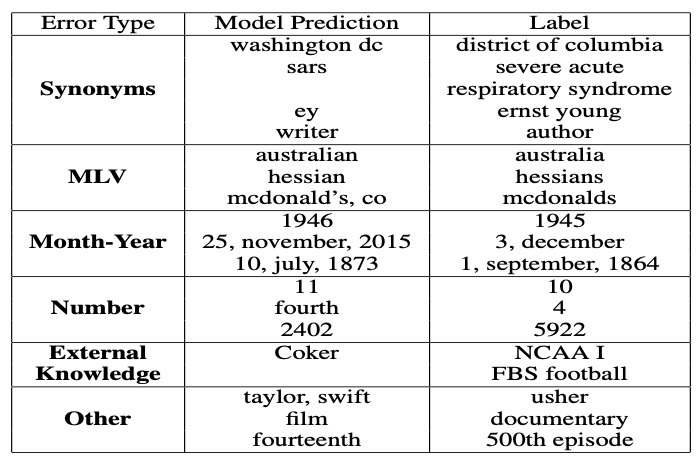 Error Type Model Prediction Label
washington dc district of columbia
sars severe acute
Synonyms respiratory syndrome
ey ernst young
writer author
australian australia
MLV hessian hessians
mcdonald's, co mcdonalds
1946 1945
Month-Year 25, november, 2015 3, december
10, july, 1873 1, september, 1864
11 10
Number fourth 4
2402 5922
External Coker NCAA I
Knowledge FBS football
taylor, swift usher
Other film documentary
fourteenth 500th episode